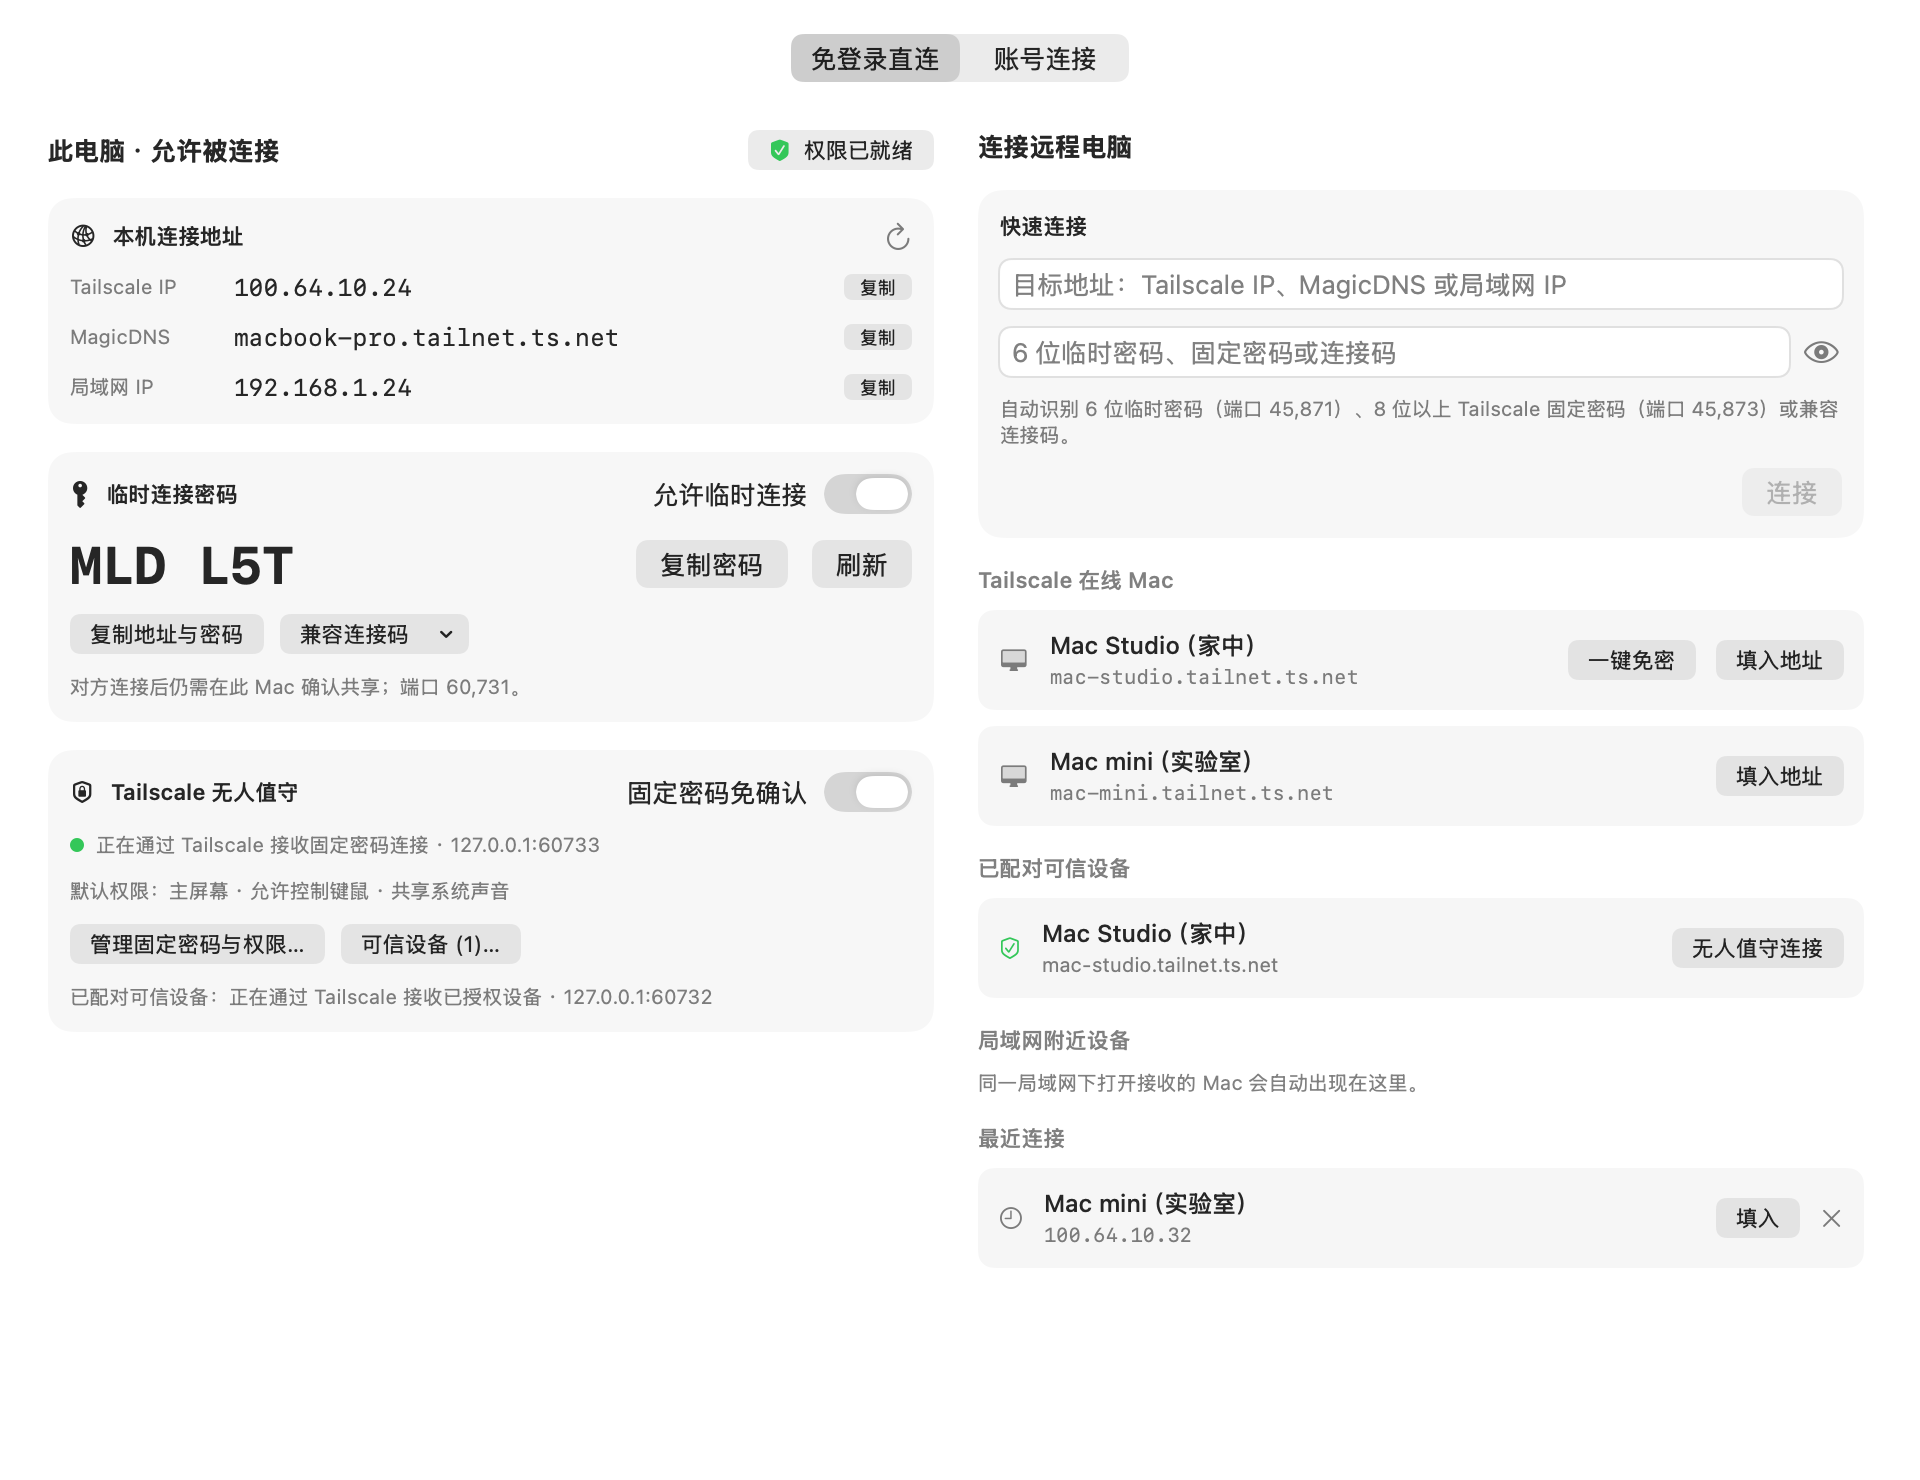 免登录直连
账号连接
此电脑 · 允许被连接
权限已就绪
本机连接地址
Tailscale IP
100.64.10.24
复制
MagicDNS
macbook-pro.tailnet.ts.net
复制
局域网 IP
192.168.1.24
复制
临时连接密码
允许临时连接
MLD L5T
复制密码
刷新
复制地址与密码
兼容连接码
对方连接后仍需在此 Mac 确认共享；端口 60,731。
Tailscale 无人值守
固定密码免确认
正在通过 Tailscale 接收固定密码连接 · 127.0.0.1:60733
默认权限：主屏幕 · 允许控制键鼠 · 共享系统声音
管理固定密码与权限...
可信设备 (1)...
已配对可信设备：正在通过 Tailscale 接收已授权设备 · 127.0.0.1:60732
连接远程电脑
快速连接
目标地址：Tailscale IP、MagicDNS 或局域网 IP
6 位临时密码、固定密码或连接码
自动识别 6 位临时密码（端口 45,871）、8 位以上 Tailscale 固定密码（端口 45,873）或兼容
连接码。
连接
Tailscale 在线 Mac
Mac Studio（家中）
mac-studio.tailnet.ts.net
一键免密
填入地址
Mac mini（实验室）
mac-mini.tailnet.ts.net
填入地址
已配对可信设备
Mac Studio（家中）
mac-studio.tailnet.ts.net
无人值守连接
局域网附近设备
同一局域网下打开接收的 Mac 会自动出现在这里。
最近连接
Mac mini（实验室）
100.64.10.32
填入